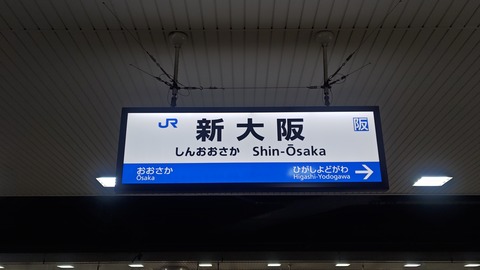 JR 新大阪 阪
しんおおさか Shin-Ōsaka
おおさか ひがしよどがわ →
Ōsaka Higashi-Yodogawa